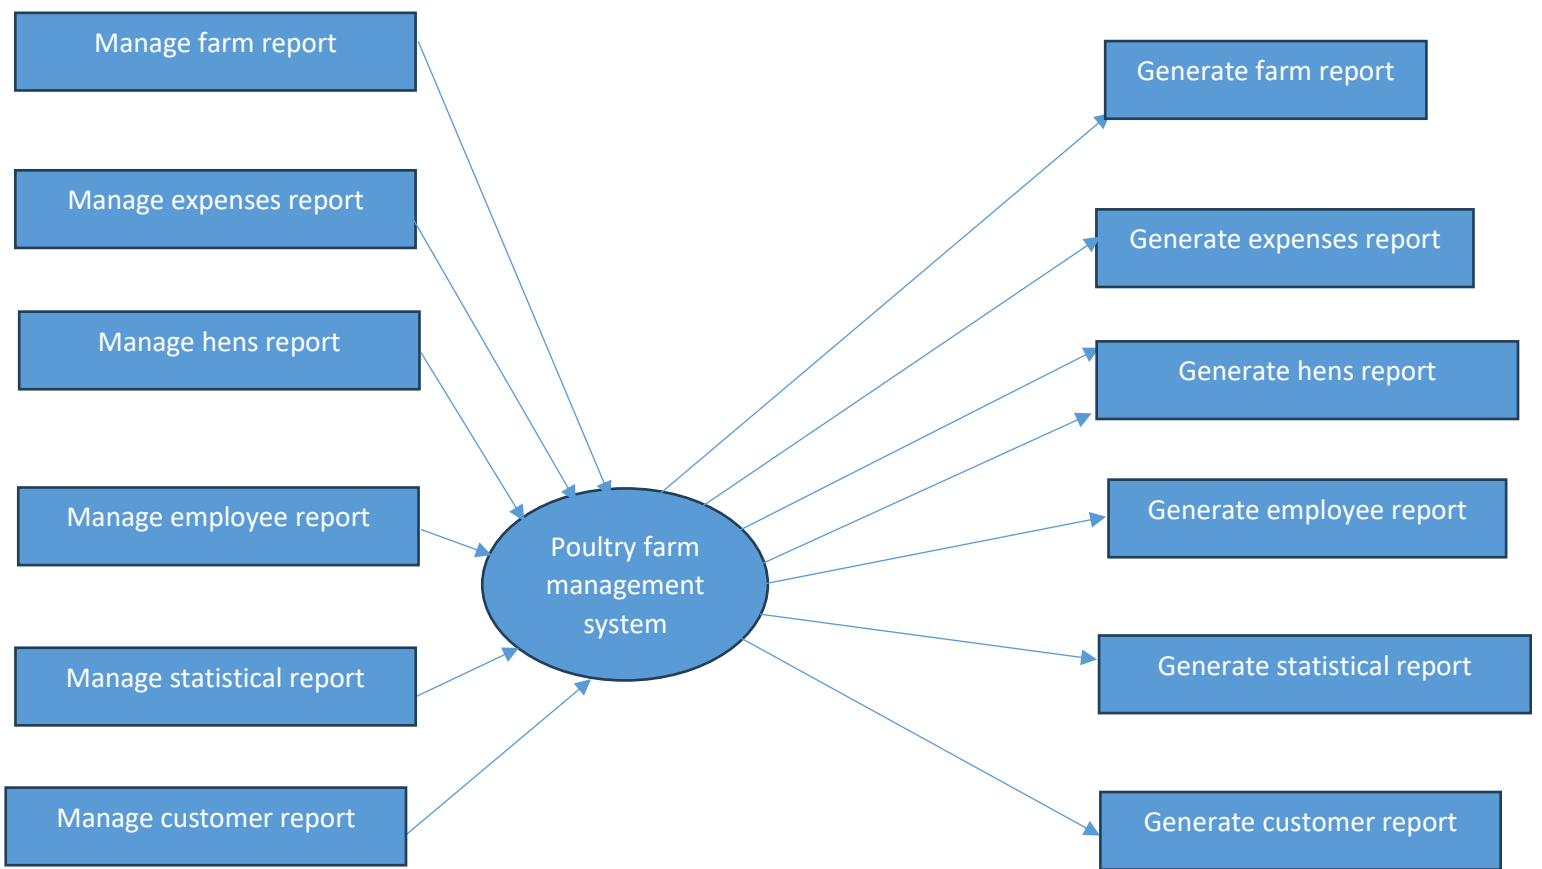 Manage farm report
Generate farm report
Manage expenses report
Generate expenses report
Manage hens report
Generate hens report
Manage employee report
Generate employee report
Poultry farm
management
system
Manage statistical report
Generate statistical report
Manage customer report
Generate customer report